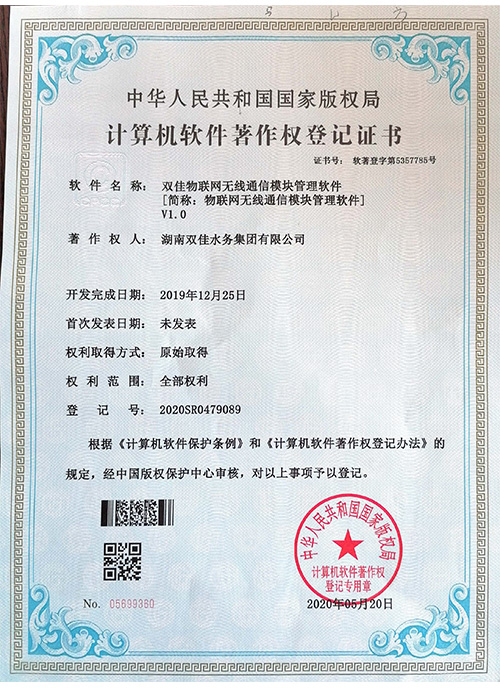 中华人民共和国国家版权局
计算机软件著作权登记证书
证书号： 软著登字第5357785号
软件名称： 双佳物联网无线通信模块管理软件
[简称：物联网无线通信模块管理软件]
V1.0
著作权人： 湖南双佳水务集团有限公司
开发完成日期： 2019年12月25日
首次发表日期： 未发表
权利取得方式： 原始取得
权利范围： 全部权利
登记号： 2020SR0479089
根据《计算机软件保护条例》和《计算机软件著作权登记办法》的
规定，经中国版权保护中心审核，对以上事项予以登记。
中华人民共和国国家版权局
计算机软件著作权
登记专用章
No. 05699360
2020年05月20日